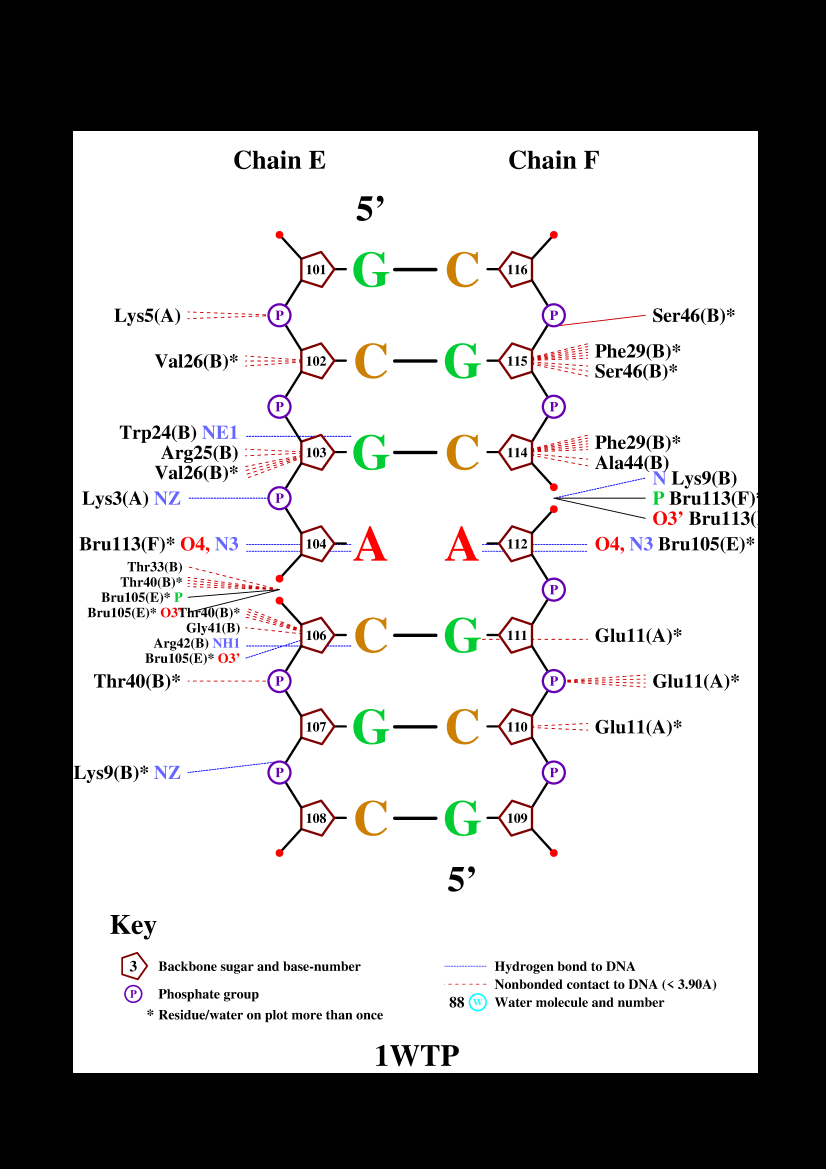 Chain E Chain F
5’
101 G C 116
Lys5(A) P P Ser46(B)*
Val26(B)* 102 C G 115 Phe29(B)*
Ser46(B)*
P P
Trp24(B) NE1
Arg25(B) 103 G C 114 Phe29(B)*
Val26(B)* Ala44(B)
N Lys9(B)
Lys3(A) NZ P P Bru113(F)*
O3’ Bru113(
Bru113(F)* O4, N3 104 A A 112 O4, N3 Bru105(E)*
Thr33(B)
Thr40(B)*
Bru105(E)* P P
Bru105(E)* O3’
Thr40(B)*
Gly41(B) 106 C G 111 Glu11(A)*
Arg42(B) NH1
Bru105(E)* O3’
Thr40(B)* P P Glu11(A)*
107 G C 110 Glu11(A)*
Lys9(B)* NZ P P
108 C G 109
5’
Key
3 Backbone sugar and base-number
P Phosphate group
* Residue/water on plot more than once
Hydrogen bond to DNA
Nonbonded contact to DNA (< 3.90A)
88 W Water molecule and number
1WTP